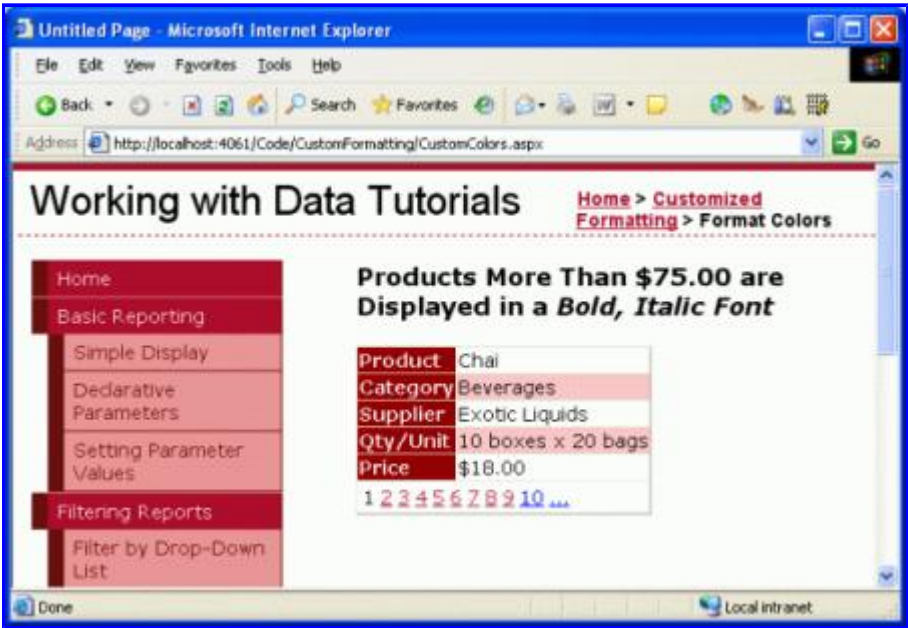 Untitled Page - Microsoft Internet Explorer
File Edit View Favorites Tools Help
Back Search Favorites
Address http://localhost:4061/Code/CustomFormatting/CustomColors.aspx Go
Working with Data Tutorials
Home > Customized
Formatting > Format Colors
Home
Basic Reporting
Simple Display
Declarative
Parameters
Setting Parameter
Values
Filtering Reports
Filter by Drop-Down
List
Products More Than $75.00 are
Displayed in a Bold, Italic Font
Product Chai
Category Beverages
Supplier Exotic Liquids
Qty/Unit 10 boxes x 20 bags
Price $18.00
1 2 3 4 5 6 7 8 9 10 ...
Done Local intranet